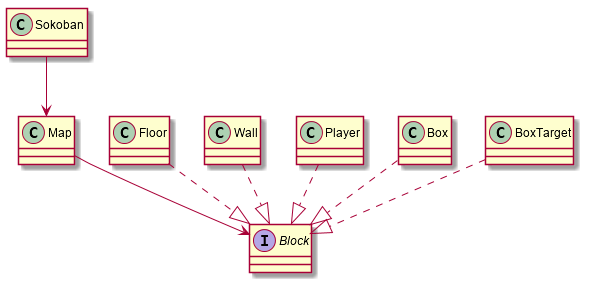 C Sokoban
C Map
C Floor
C Wall
C Player
C Box
C BoxTarget
I Block